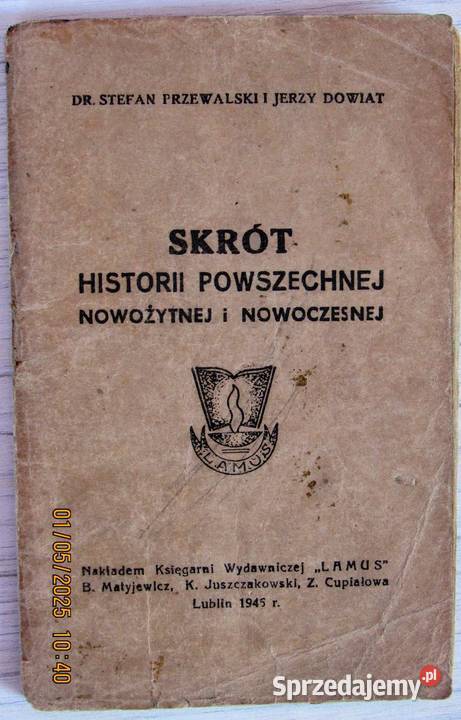 DR. STEFAN PRZEWALSKI I JERZY DOWIAT
SKRÓT
HISTORII POWSZECHNEJ
NOWOŻYTNEJ i NOWOCZESNEJ
LAMUS
Nakładem Księgarni Wydawniczej „LAMUS"
B. Matyjewicz, K. Juszczakowski, Z. Cupiałowa
Lublin 1945 r.
01/05/2025 10:40
Sprzedajemy.pl